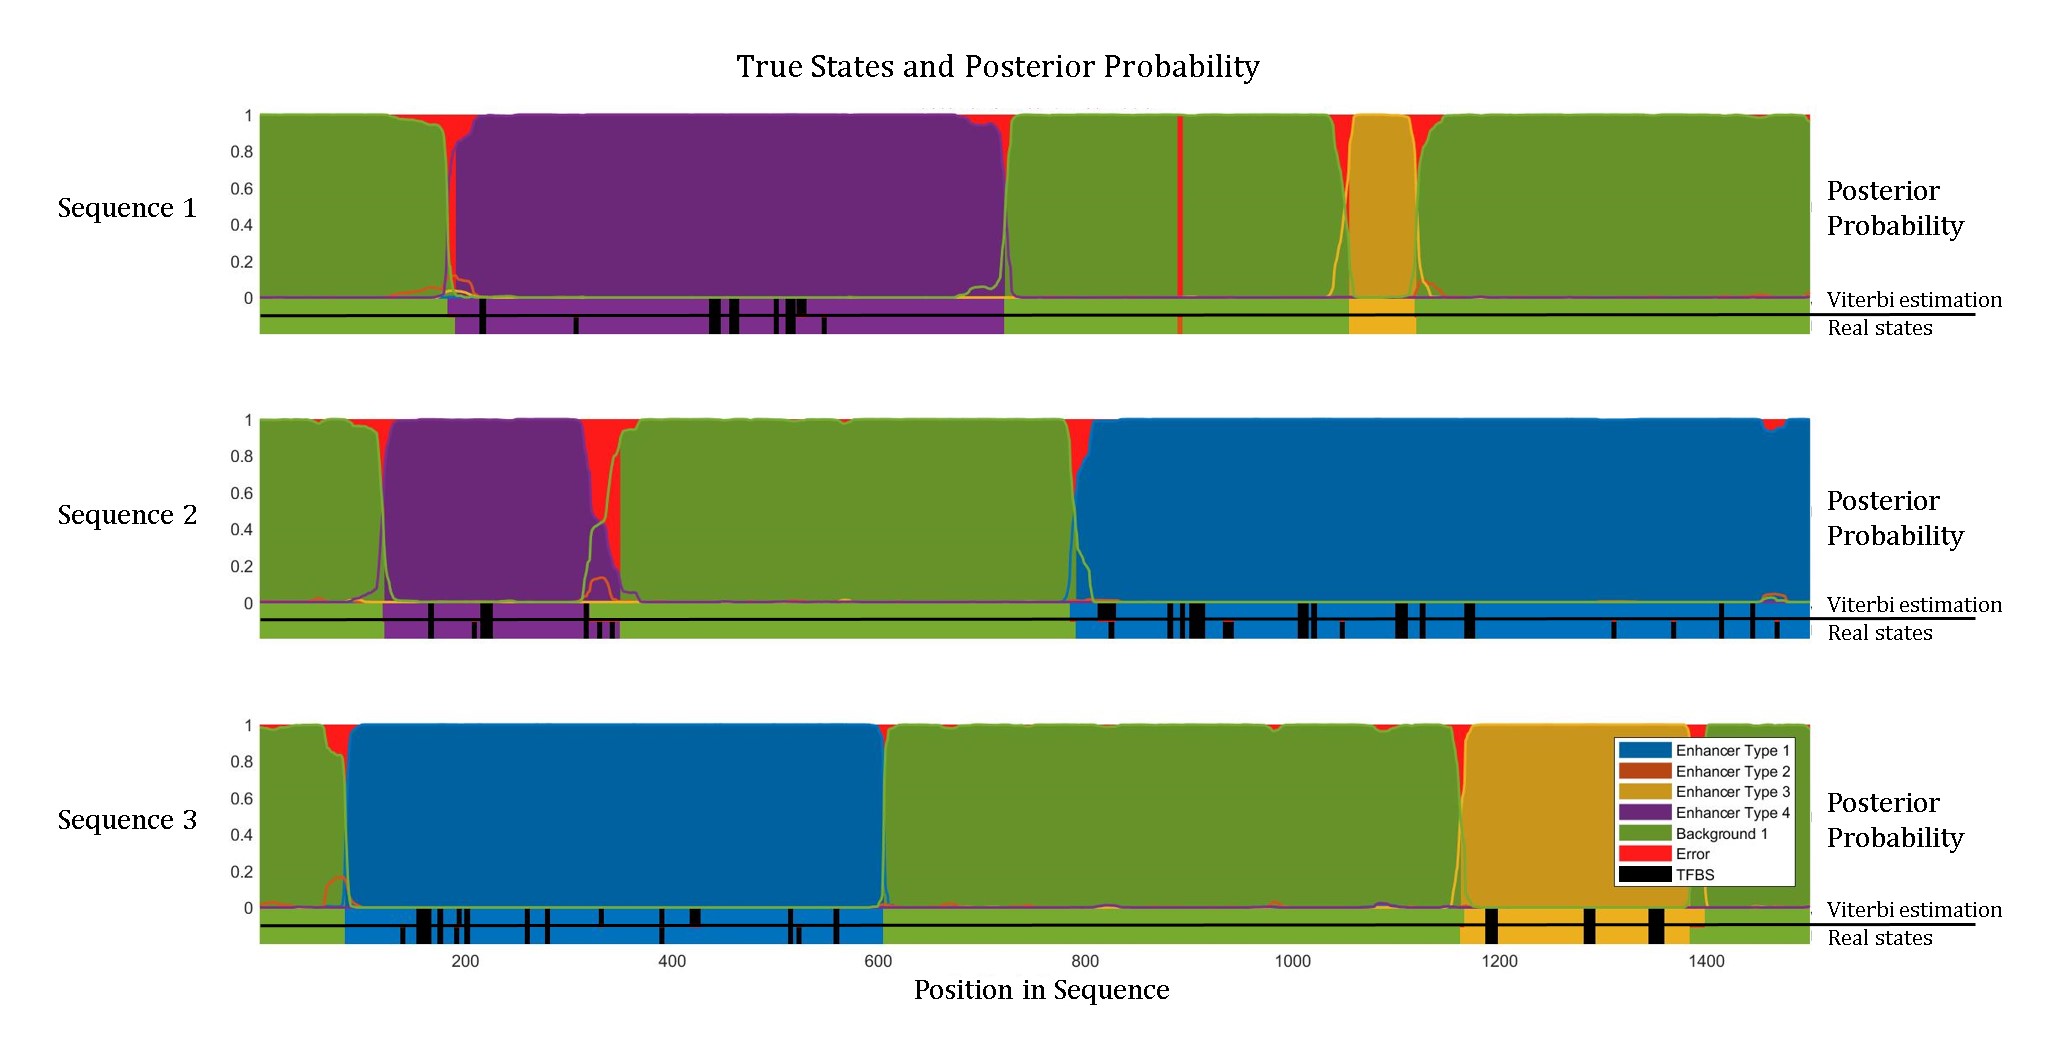 True States and Posterior Probability
Sequence 1
1
0.8
0.6
0.4
0.2
0
Posterior
Probability
Viterbi estimation
Real states
Sequence 2
1
0.8
0.6
0.4
0.2
0
Posterior
Probability
Viterbi estimation
Real states
Sequence 3
1
0.8
0.6
0.4
0.2
0
Enhancer Type 1
Enhancer Type 2
Enhancer Type 3
Enhancer Type 4
Background 1
Error
TFBS
Posterior
Probability
Viterbi estimation
Real states
200 400 600 800 1000 1200 1400
Position in Sequence